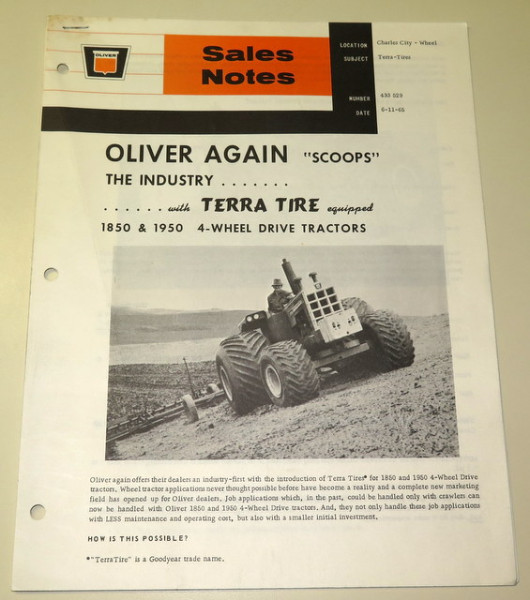 OLIVER
Sales
Notes
LOCATION Charles City - Wheel
SUBJECT Terra-Tires
NUMBER
DATE 6-11-65
OLIVER AGAIN "SCOOPS"
THE INDUSTRY . . . . . . .
. . . . . . with TERRA TIRE equipped
1850 & 1950 4-WHEEL DRIVE TRACTORS
Oliver again offers their dealers an industry-first with the introduction of Terra Tires* for 1850 and 1950 4-Wheel Drive
tractors. Wheel tractor applications never thought possible before have become a reality and a complete new marketing
field has opened up for Oliver dealers. Job applications which, in the past, could be handled only with crawlers can
now be handled with Oliver 1850 and 1950 4-Wheel Drive tractors. And, they not only handle these job applications
with LESS maintenance and operating cost, but also with a smaller initial investment.
HOW IS THIS POSSIBLE?
*"TerraTire" is a Goodyear trade name.